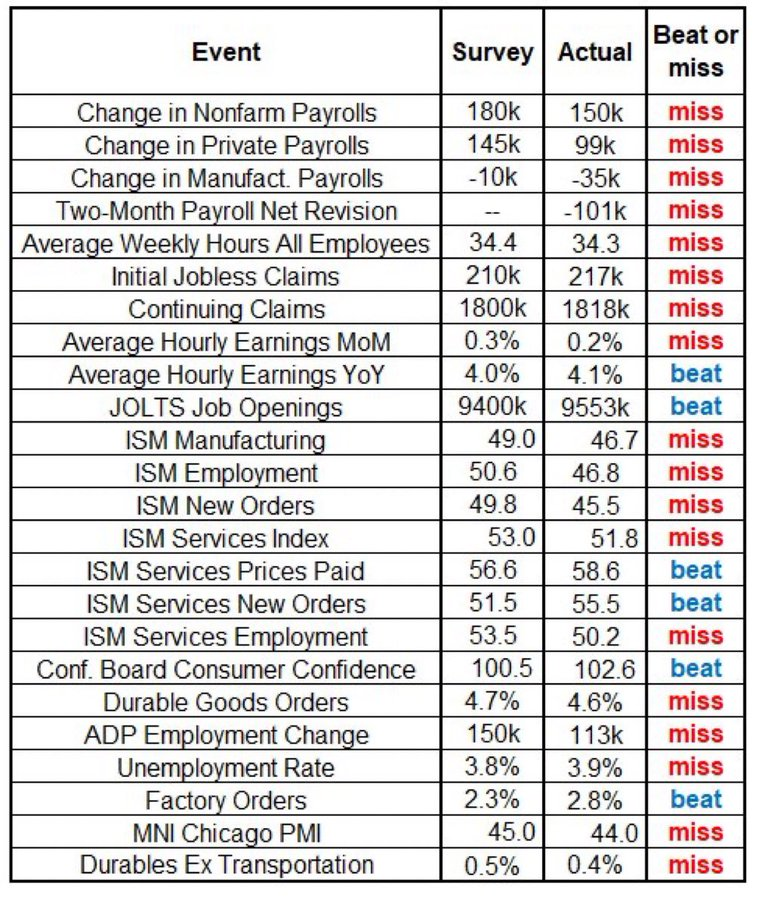 Event Survey Actual Beat or miss
Change in Nonfarm Payrolls 180k 150k miss
Change in Private Payrolls 145k 99k miss
Change in Manufact. Payrolls -10k -35k miss
Two-Month Payroll Net Revision -- -101k miss
Average Weekly Hours All Employees 34.4 34.3 miss
Initial Jobless Claims 210k 217k miss
Continuing Claims 1800k 1818k miss
Average Hourly Earnings MoM 0.3% 0.2% miss
Average Hourly Earnings YoY 4.0% 4.1% beat
JOLTS Job Openings 9400k 9553k beat
ISM Manufacturing 49.0 46.7 miss
ISM Employment 50.6 46.8 miss
ISM New Orders 49.8 45.5 miss
ISM Services Index 53.0 51.8 miss
ISM Services Prices Paid 56.6 58.6 beat
ISM Services New Orders 51.5 55.5 beat
ISM Services Employment 53.5 50.2 miss
Conf. Board Consumer Confidence 100.5 102.6 beat
Durable Goods Orders 4.7% 4.6% miss
ADP Employment Change 150k 113k miss
Unemployment Rate 3.8% 3.9% miss
Factory Orders 2.3% 2.8% beat
MNI Chicago PMI 45.0 44.0 miss
Durables Ex Transportation 0.5% 0.4% miss